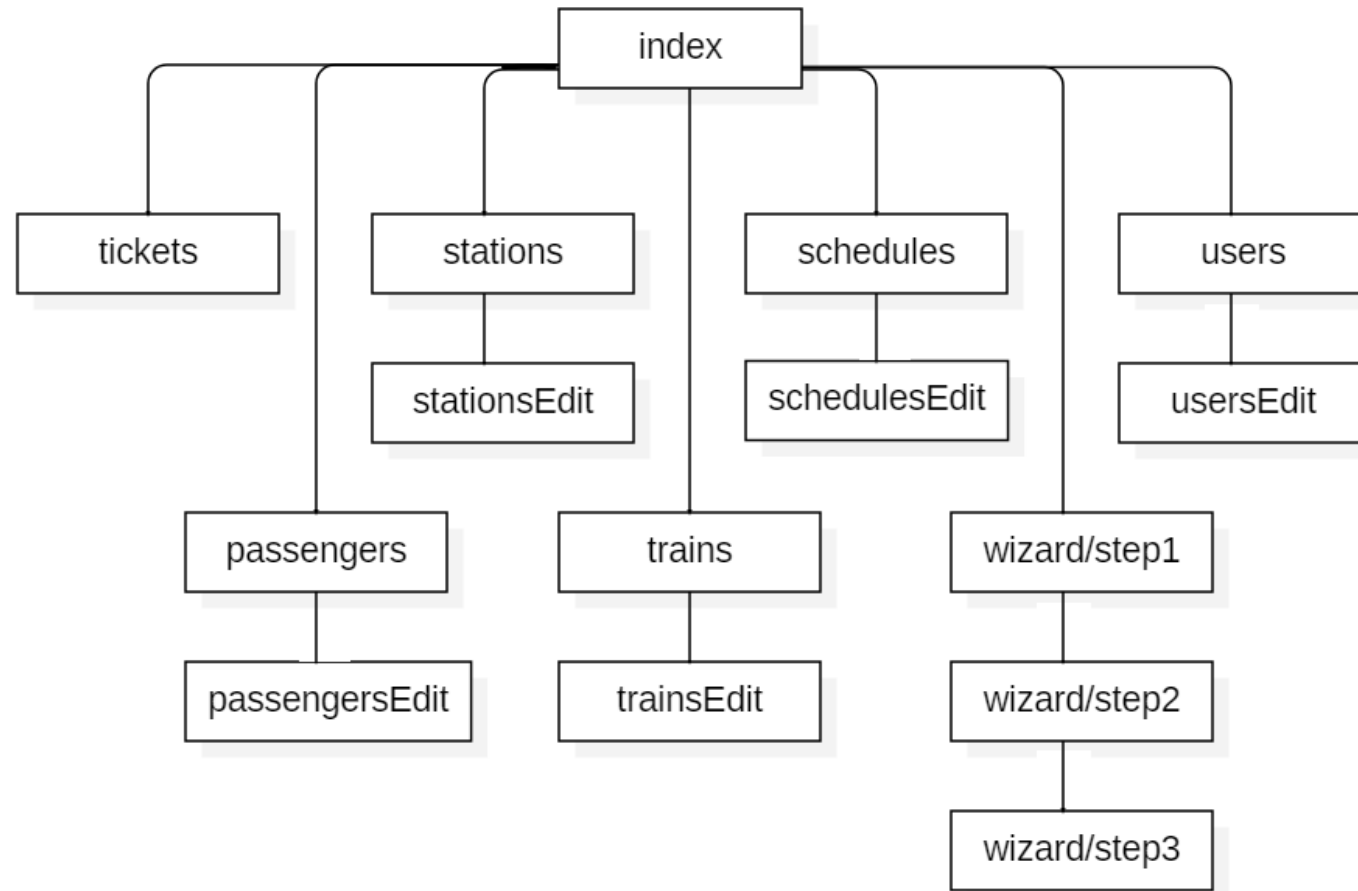 index
tickets
stations
schedules
users
stationsEdit
schedulesEdit
usersEdit
passengers
trains
wizard/step1
passengersEdit
trainsEdit
wizard/step2
wizard/step3